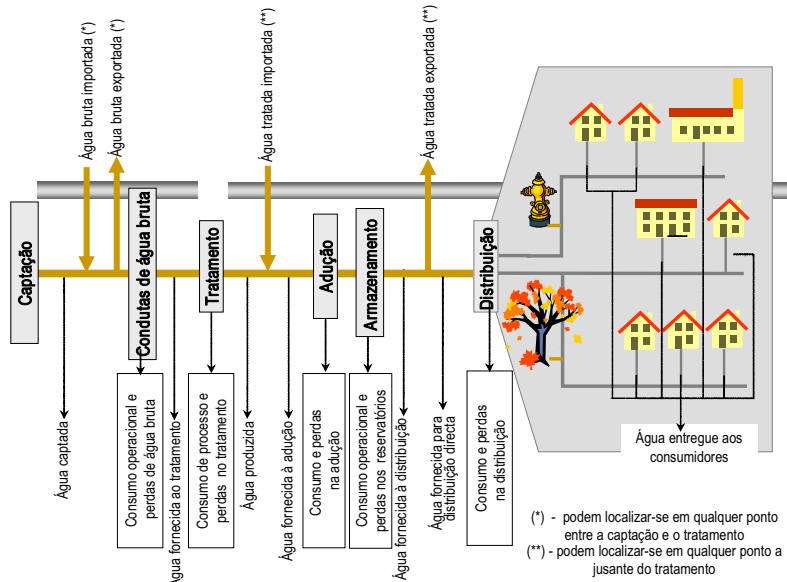 Água bruta importada (*)
Água bruta exportada (*)
Água tratada importada (**)
Água tratada exportada (**)
Captação
Condutas de água bruta
Tratamento
Adução
Armazenamento
Distribuição
Água captada
Consumo operacional e
perdas de água bruta
Água fornecida ao tratamento
Consumo de processo e
perdas no tratamento
Água produzida
Água fornecida à adução
Consumo e perdas
na adução
Consumo operacional e
perdas nos reservatórios
Água fornecida à distribuição
Água fornecida para
distribuição directa
Consumo e perdas
na distribuição
Água entregue aos
consumidores
(*) - podem localizar-se em qualquer ponto
entre a captação e o tratamento
(**) - podem localizar-se em qualquer ponto a
jusante do tratamento